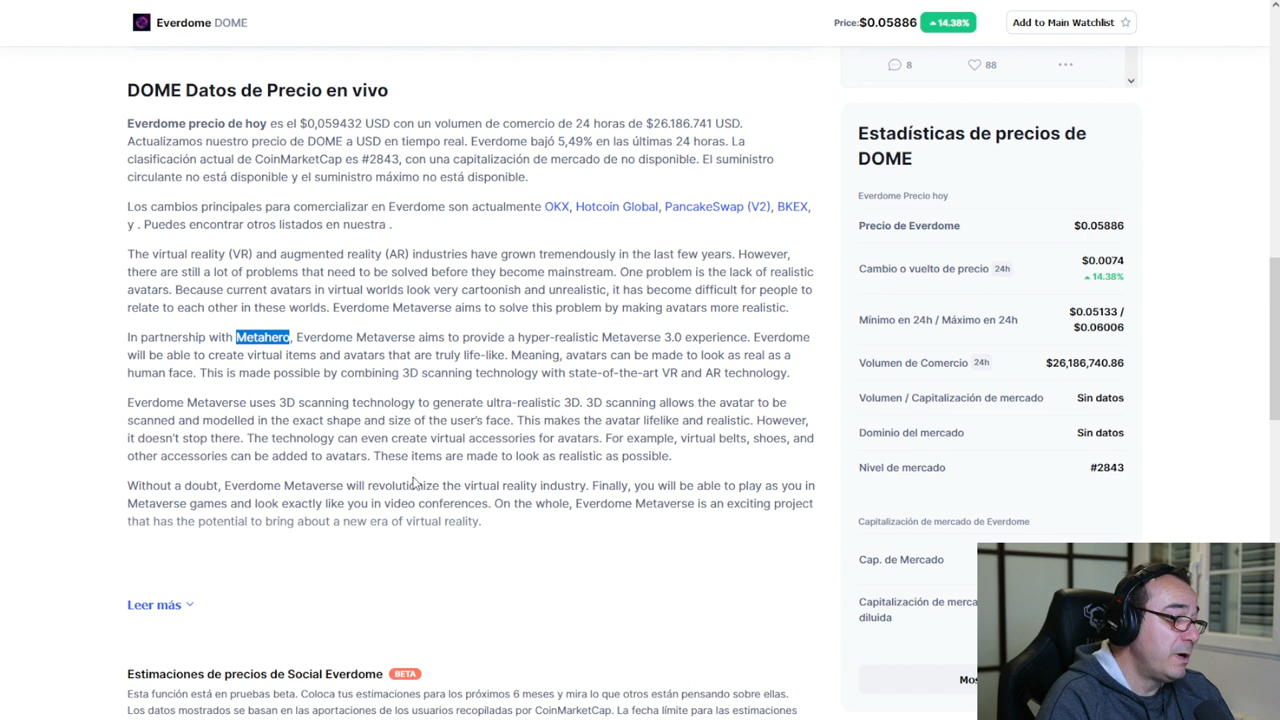 Everdome DOME
Price:$0.05886 14.38% Add to Main Watchlist
8 88
DOME Datos de Precio en vivo
Everdome precio de hoy es el $0,059432 USD con un volumen de comercio de 24 horas de $26.186.741 USD.
Actualizamos nuestro precio de DOME a USD en tiempo real. Everdome bajó 5,49% en las últimas 24 horas. La
clasificación actual de CoinMarketCap es #2843, con una capitalización de mercado de no disponible. El suministro
circulante no está disponible y el suministro máximo no está disponible.
Los cambios principales para comercializar en Everdome son actualmente OKX, Hotcoin Global, PancakeSwap (V2), BKEX,
y . Puedes encontrar otros listados en nuestra .
The virtual reality (VR) and augmented reality (AR) industries have grown tremendously in the last few years. However,
there are still a lot of problems that need to be solved before they become mainstream. One problem is the lack of realistic
avatars. Because current avatars in virtual worlds look very cartoonish and unrealistic, it has become difficult for people to
relate to each other in these worlds. Everdome Metaverse aims to solve this problem by making avatars more realistic.
In partnership with Metahero, Everdome Metaverse aims to provide a hyper-realistic Metaverse 3.0 experience. Everdome
will be able to create virtual items and avatars that are truly life-like. Meaning, avatars can be made to look as real as a
human face. This is made possible by combining 3D scanning technology with state-of-the-art VR and AR technology.
Everdome Metaverse uses 3D scanning technology to generate ultra-realistic 3D. 3D scanning allows the avatar to be
scanned and modelled in the exact shape and size of the user’s face. This makes the avatar lifelike and realistic. However,
it doesn’t stop there. The technology can even create virtual accessories for avatars. For example, virtual belts, shoes, and
other accessories can be added to avatars. These items are made to look as realistic as possible.
Without a doubt, Everdome Metaverse will revolutionize the virtual reality industry. Finally, you will be able to play as you in
Metaverse games and look exactly like you in video conferences. On the whole, Everdome Metaverse is an exciting project
that has the potential to bring about a new era of virtual reality.
Leer más
Estimaciones de precios de Social Everdome BETA
Esta función está en pruebas beta. Coloca tus estimaciones para los próximos 6 meses y mira lo que otros están pensando sobre ellas.
Los datos mostrados se basan en las aportaciones de los usuarios recopiladas por CoinMarketCap. La fecha límite para las estimaciones
Estadísticas de precios de
DOME
Everdome Precio hoy
Precio de Everdome $0.05886
Cambio o vuelto de precio 24h $0.0074
14.38%
Mínimo en 24h / Máximo en 24h $0.05133 /
$0.06006
Volumen de Comercio 24h $26,186,740.86
Volumen / Capitalización de mercado Sin datos
Dominio del mercado Sin datos
Nivel de mercado #2843
Capitalización de mercado de Everdome
Cap. de Mercado
Capitalización de merca
diluida
Mos